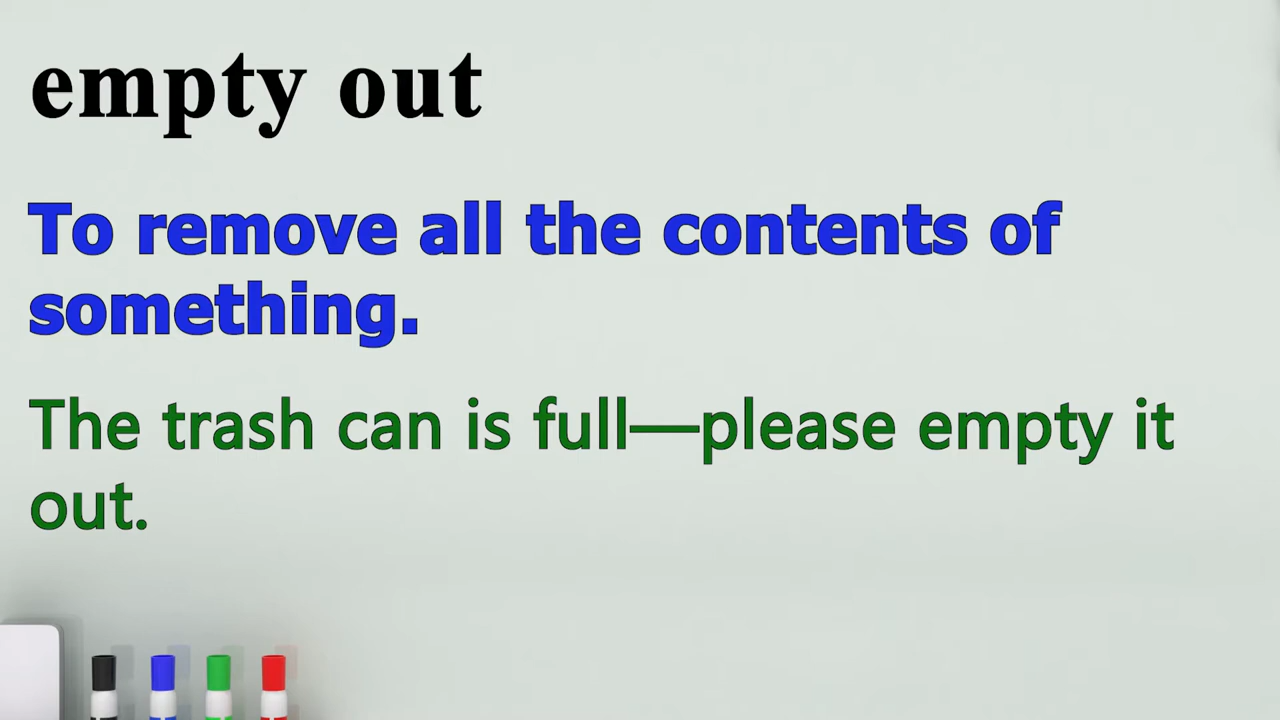 empty out
To remove all the contents of
something.
The trash can is full—please empty it
out.